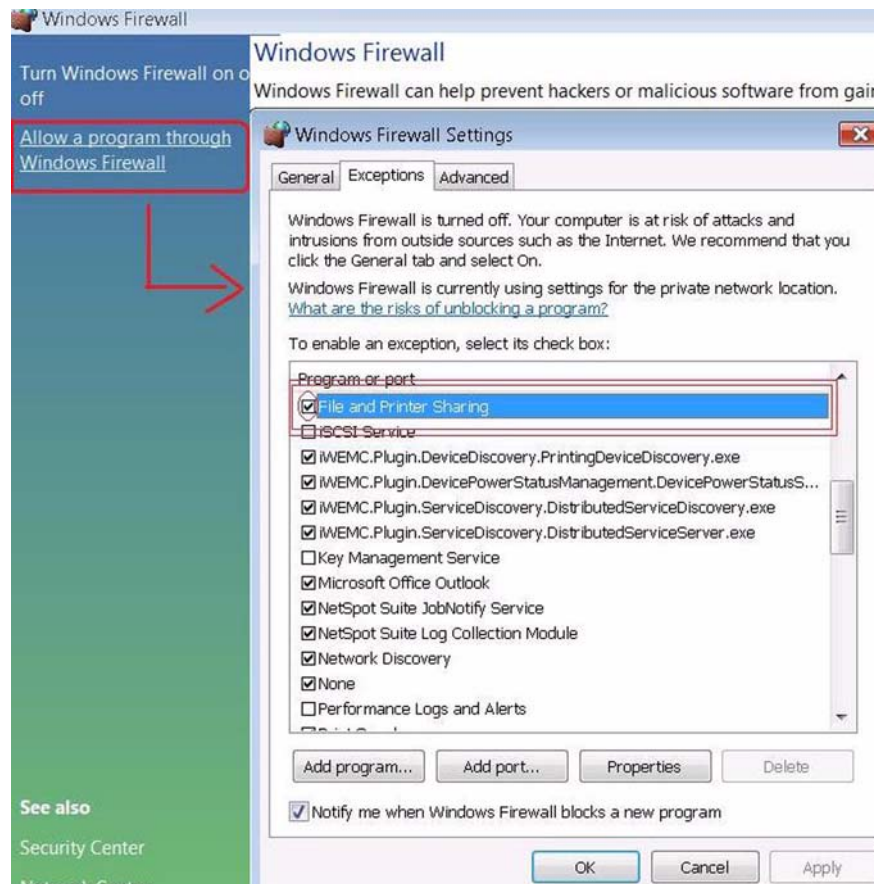 Windows Firewall
Turn Windows Firewall on o
off
Allow a program through
Windows Firewall
See also
Security Center
Windows Firewall
Windows Firewall can help prevent hackers or malicious software from gain
Windows Firewall Settings
General
Exceptions
Advanced
Windows Firewall is turned off. Your computer is at risk of attacks and
intrusions from outside sources such as the Internet. We recommend that you
click the General tab and select On.
Windows Firewall is currently using settings for the private network location.
What are the risks of unblocking a program?
To enable an exception, select its check box:
Program or port
File and Printer Sharing
iSCSI Service
iWEMC.Plugin.DeviceDiscovery.PrintingDeviceDiscovery.exe
iWEMC.Plugin.DevicePowerStatusManagement.DevicePowerStatusS...
iWEMC.Plugin.ServiceDiscovery.DistributedServiceDiscovery.exe
iWEMC.Plugin.ServiceDiscovery.DistributedServiceServer.exe
Key Management Service
Microsoft Office Outlook
NetSpot Suite JobNotify Service
NetSpot Suite Log Collection Module
Network Discovery
None
Performance Logs and Alerts
Add program...
Add port...
Properties
Delete
Notify me when Windows Firewall blocks a new program
OK
Cancel
Apply